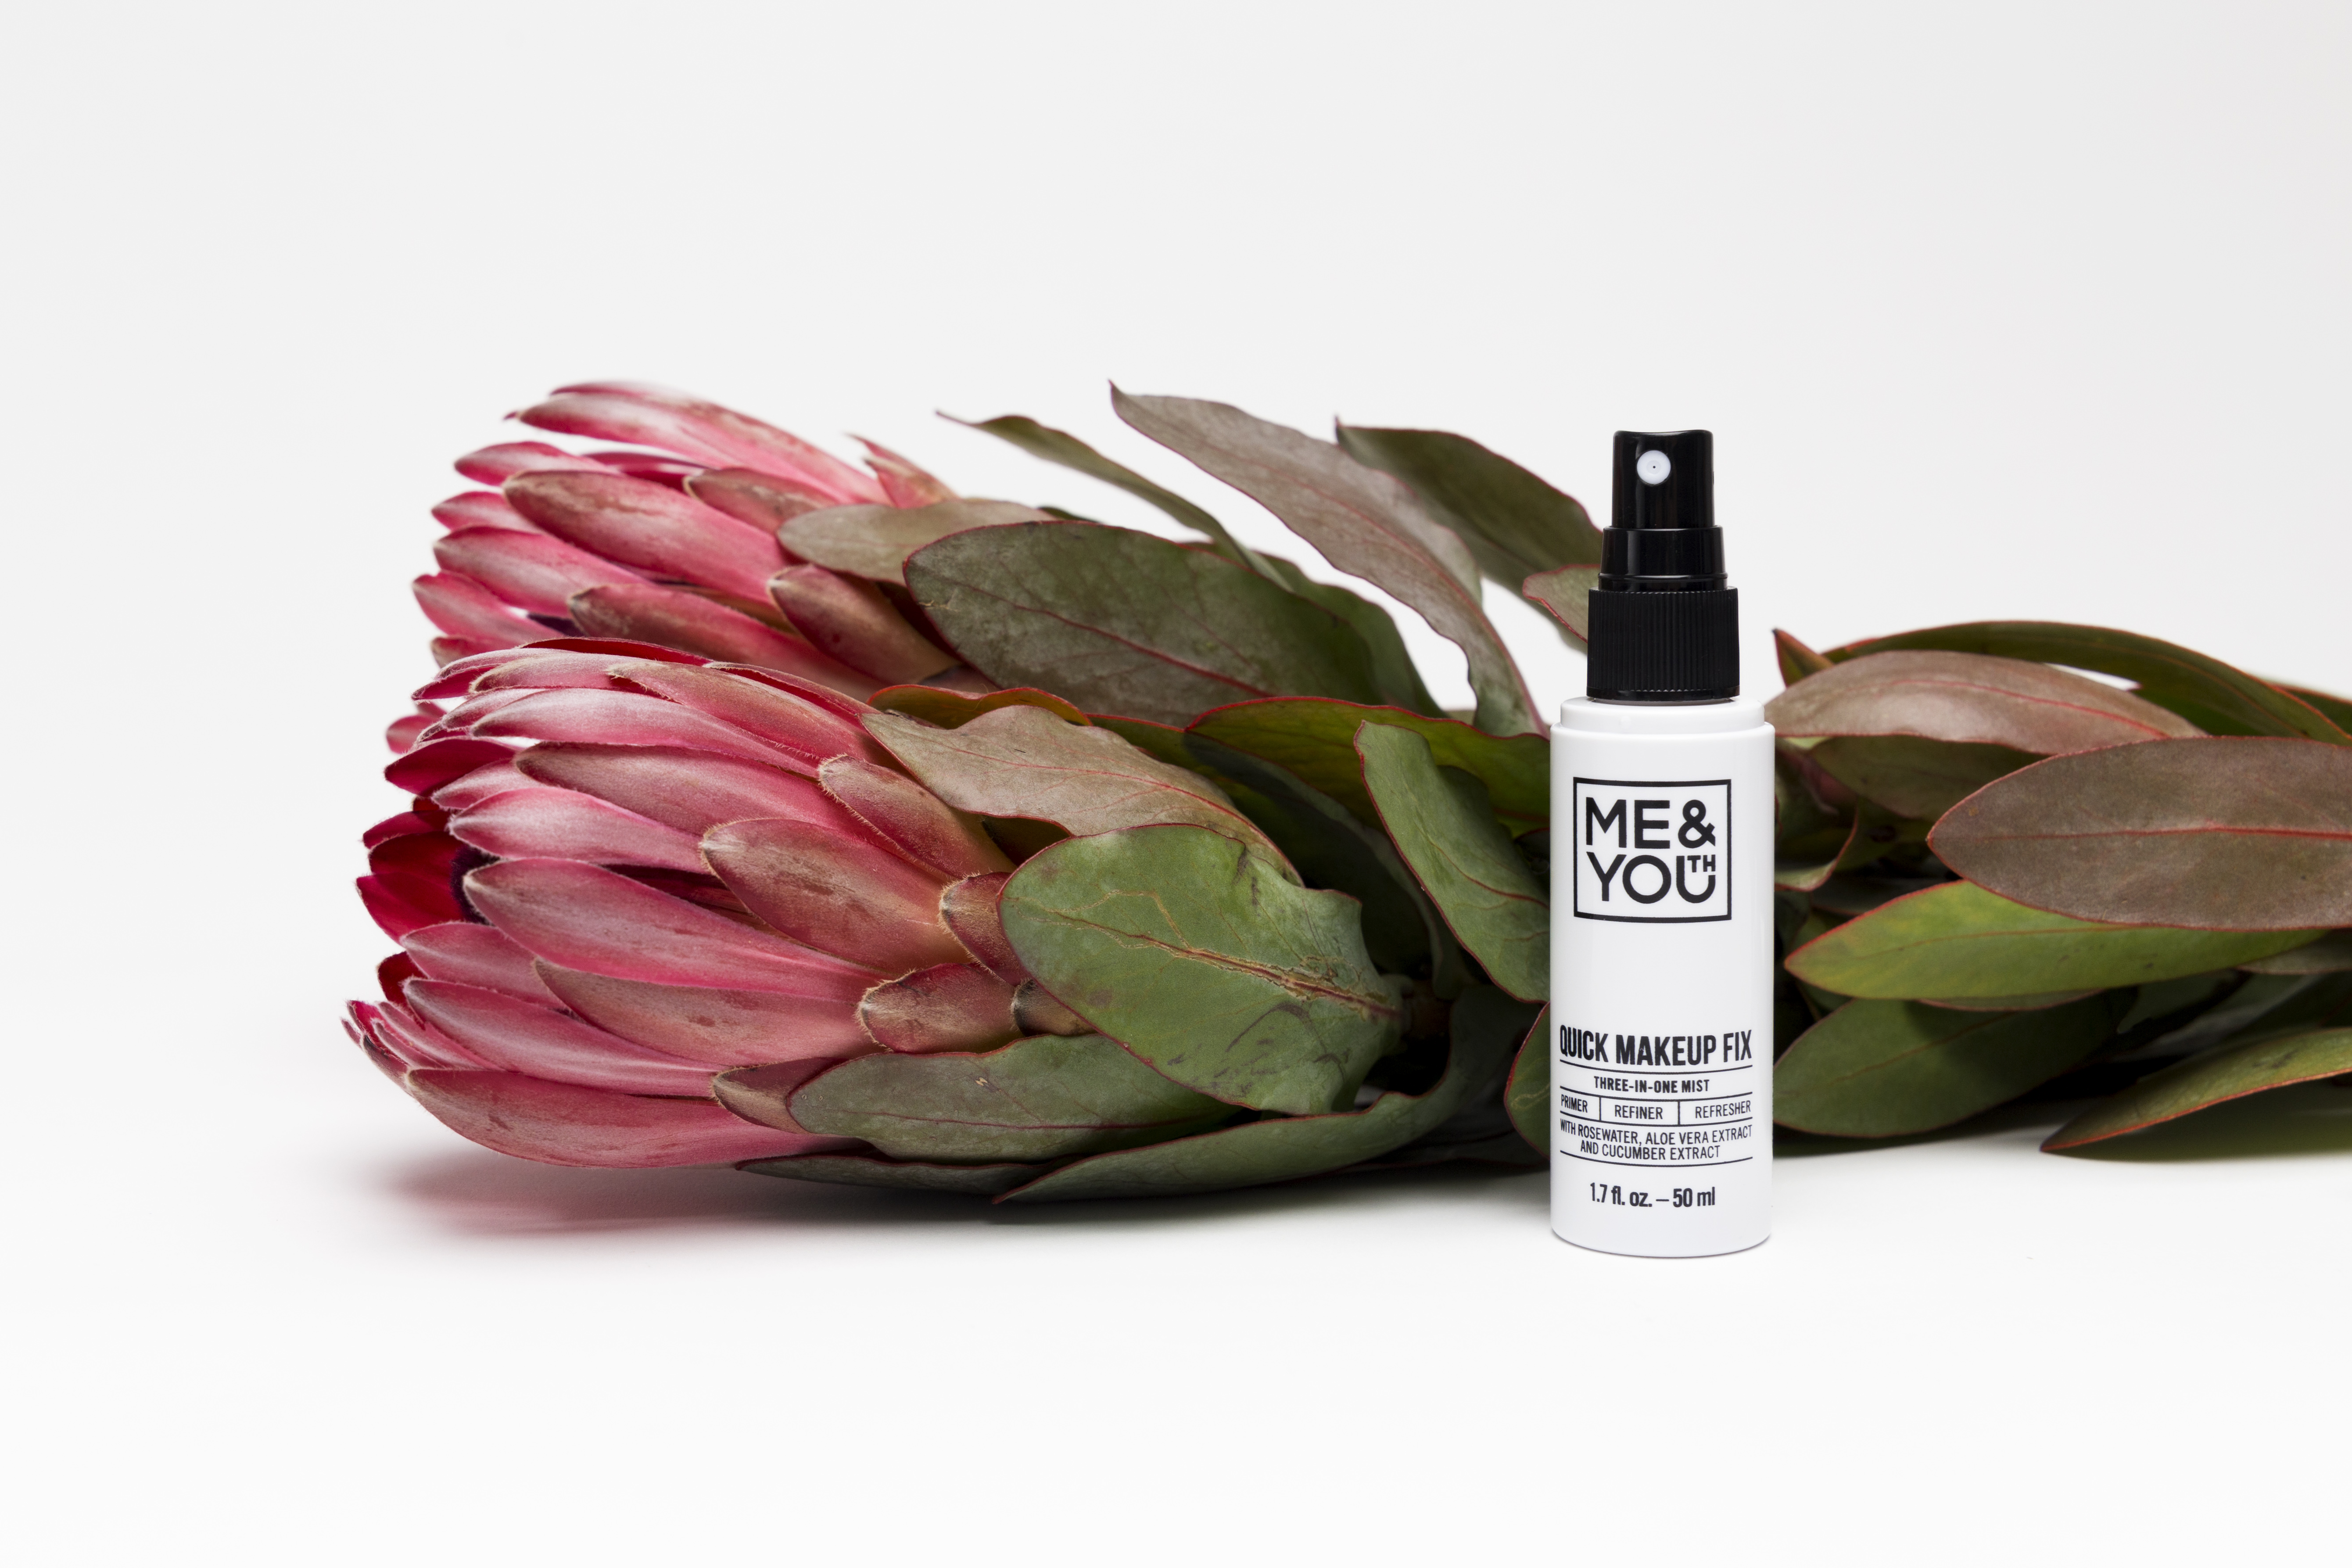 ME&
YOUTH
QUICK MAKEUP FIX
THREE-IN-ONE MIST
PRIMER REFINER REFRESHER
WITH ROSEWATER, ALOE VERA EXTRACT
AND CUCUMBER EXTRACT
1.7 fl. oz. – 50 ml